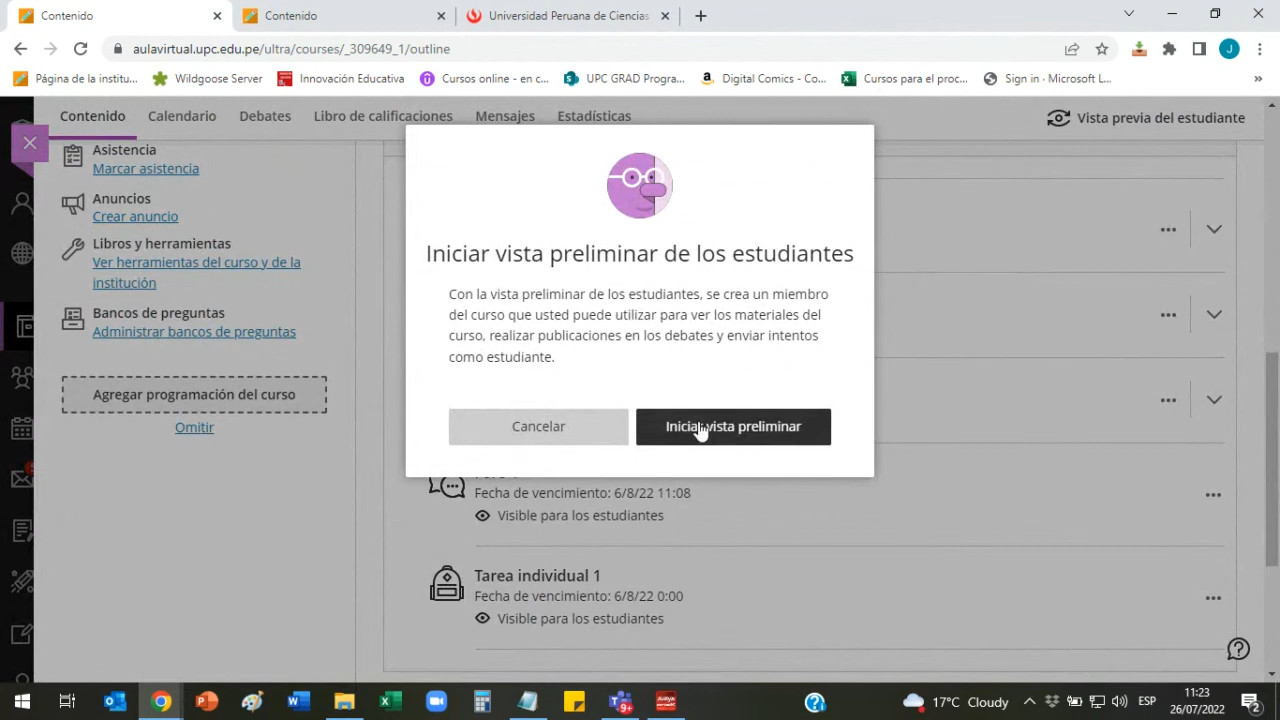 Contenido
Contenido
Universidad Peruana de Ciencias
aulavirtual.upc.edu.pe/ultra/courses/_309649_1/outline
J
Página de la institu...
Wildgoose Server
Innovación Educativa
Cursos online - en c...
UPC GRAD Progra...
Digital Comics - Co...
Cursos para el proc...
Sign in - Microsoft L...
»
Contenido
Calendario
Debates
Libro de calificaciones
Mensajes
Estadísticas
Vista previa del estudiante
Asistencia
Marcar asistencia
Anuncios
Crear anuncio
Libros y herramientas
Ver herramientas del curso y de la
institución
Bancos de preguntas
Administrar bancos de preguntas
Agregar programación del curso
Omitir
Iniciar vista preliminar de los estudiantes
Con la vista preliminar de los estudiantes, se crea un miembro
del curso que usted puede utilizar para ver los materiales del
curso, realizar publicaciones en los debates y enviar intentos
como estudiante.
Cancelar
Iniciar vista preliminar
Fecha de vencimiento: 6/8/22 11:08
Visible para los estudiantes
Tarea individual 1
Fecha de vencimiento: 6/8/22 0:00
Visible para los estudiantes
9+
17°C Cloudy
ESP
11:23
26/07/2022
2